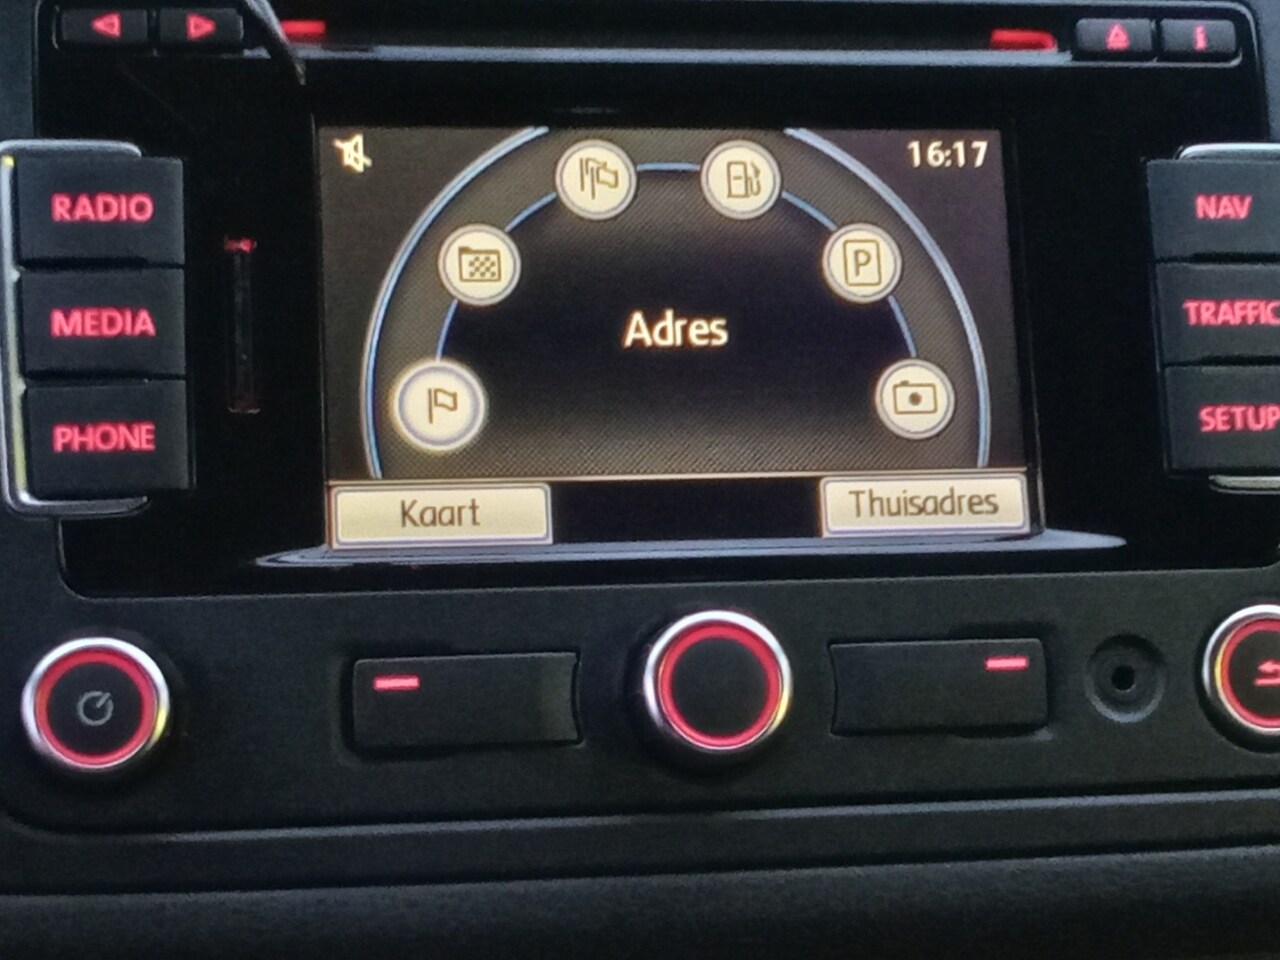 16:17
RADIO
NAV
P
MEDIA
TRAFFIC
Adres
PHONE
SETUP
Kaart
Thuisadres